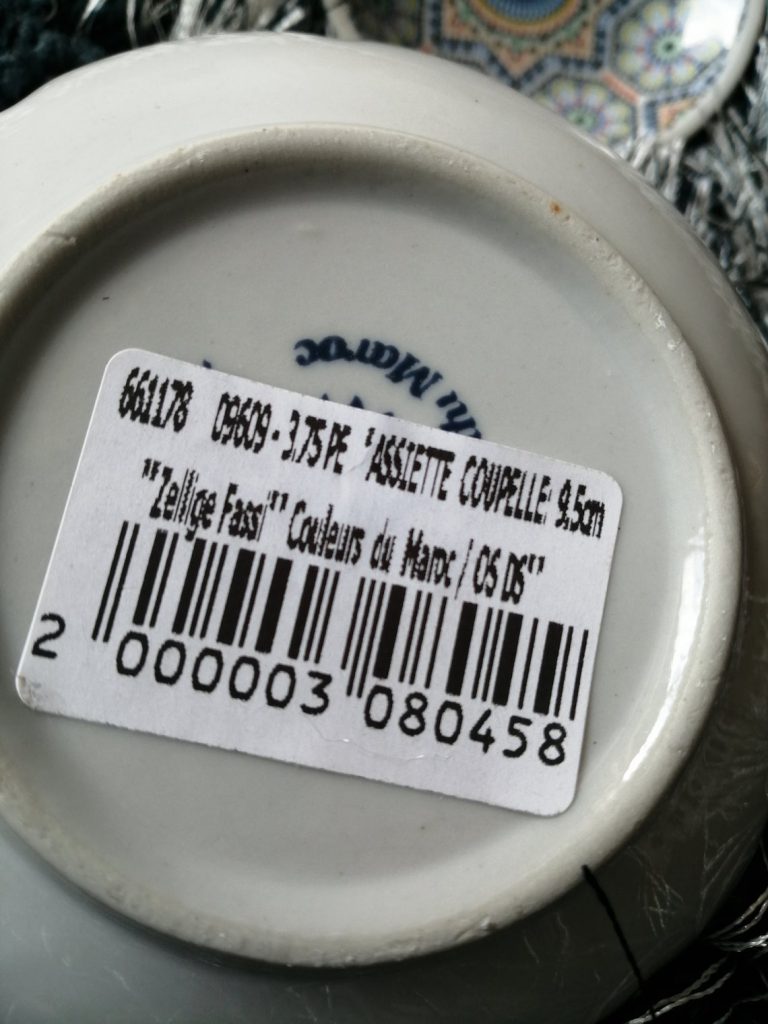 Maroc
661178 09609 - 3.75 PE "ASSIETTE COUPELLE: 9,5cm
""Zellige Fassi"" Couleurs du Maroc / OS DS""
2 000003 080458